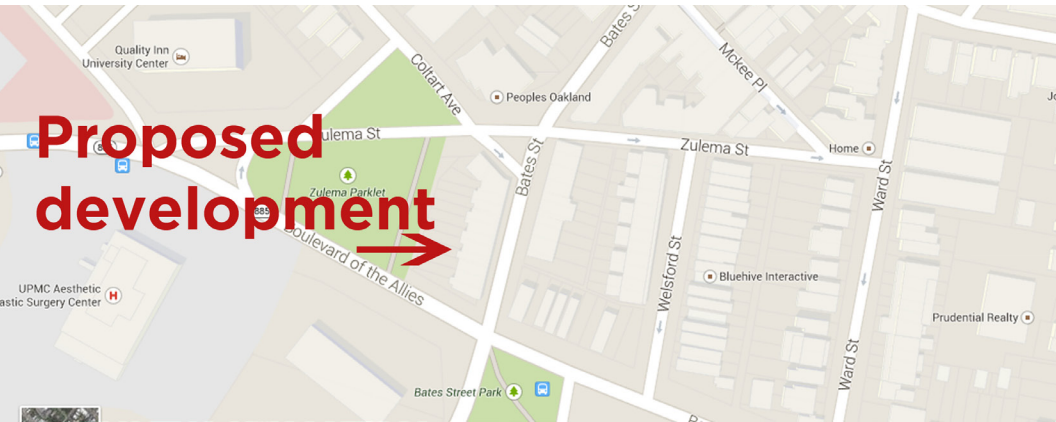 Bates S
Quality Inn
University Center
Coltart Ave
Mckee Pl
Peoples Oakland
Proposed
development
ulema St
Zulema St
Home
Bates St
Ward St
Zulema Parklet
885
Boulevard of the Allies
Welsford St
Bluehive Interactive
UPMC Aesthetic
astic Surgery Center
H
Prudential Realty
Ward St
Bates Street Park